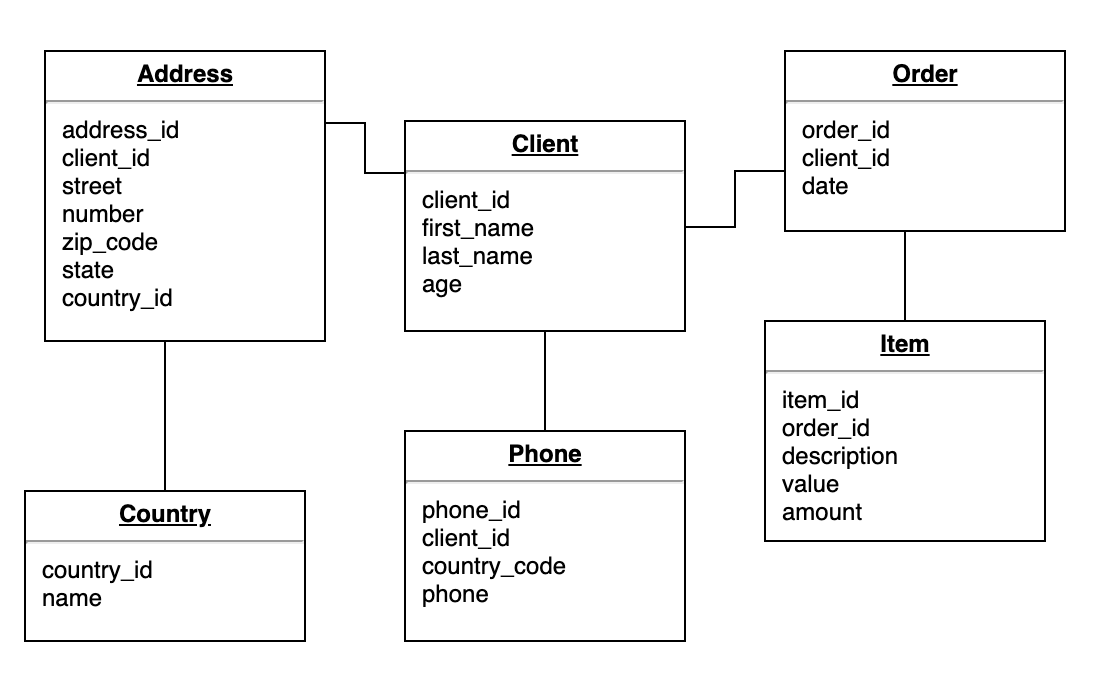 Address
address_id
client_id
street
number
zip_code
state
country_id
Client
client_id
first_name
last_name
age
Order
order_id
client_id
date
Country
country_id
name
Phone
phone_id
client_id
country_code
phone
Item
item_id
order_id
description
value
amount